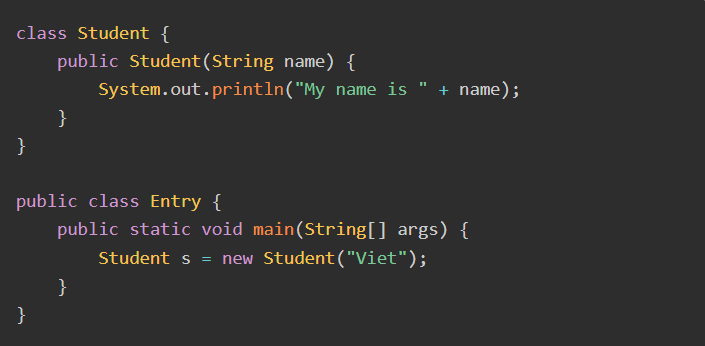 class Student {
    public Student(String name) {
        System.out.println("My name is " + name);
    }
}

public class Entry {
    public static void main(String[] args) {
        Student s = new Student("Viet");
    }
}